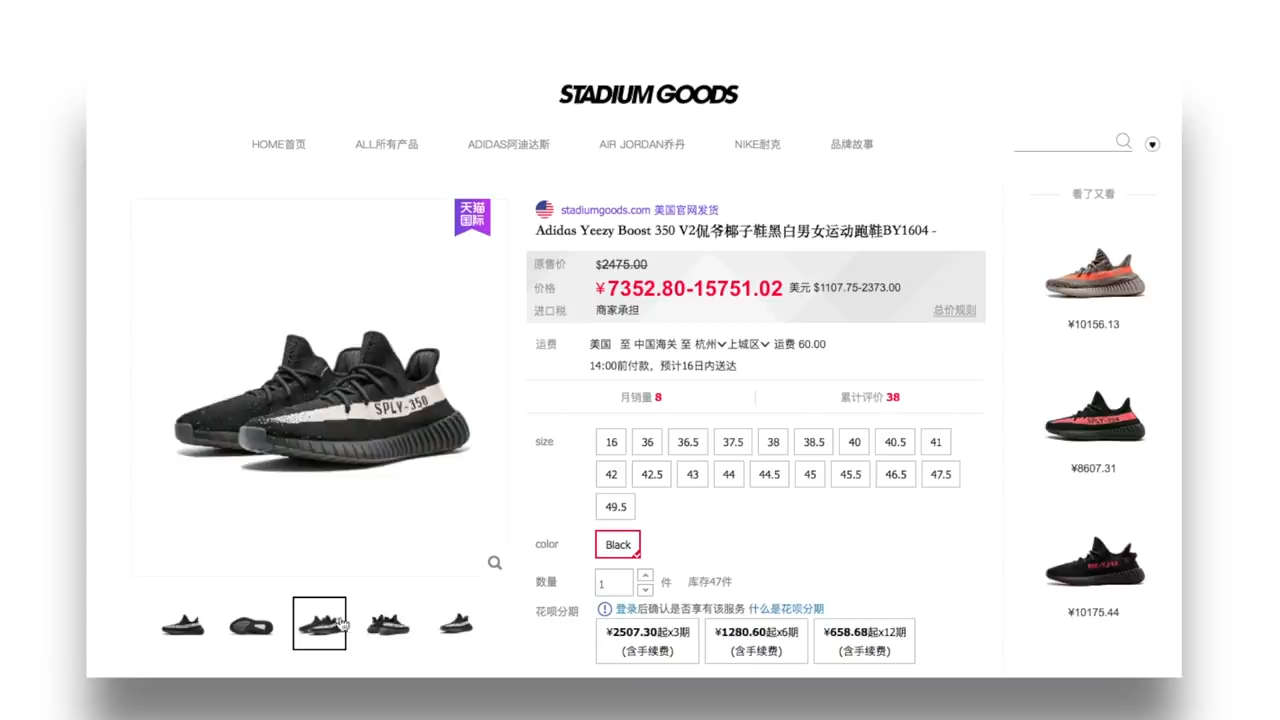 STADIUM GOODS
HOME首页 ALL所有产品 ADIDAS阿迪达斯 AIR JORDAN乔丹 NIKE耐克 品牌故事
天猫
国际
stadiumgoods.com 美国官网发货
Adidas Yeezy Boost 350 V2侃爷椰子鞋黑白男女运动跑鞋BY1604 -
原售价 $2475.00
价格 ¥7352.80-15751.02 美元 $1107.75-2373.00
进口税 商家承担 总价规则
运费 美国 至 中国海关 至 杭州 上城区 运费 60.00
14:00前付款，预计16日内送达
月销量 8 累计评价 38
size 16 36 36.5 37.5 38 38.5 40 40.5 41
42 42.5 43 44 44.5 45 45.5 46.5 47.5
49.5
color Black
数量 1 件 库存47件
花呗分期 登录后确认是否享有该服务 什么是花呗分期
¥2507.30起x3期 ¥1280.60起x6期 ¥658.68起x12期
(含手续费) (含手续费) (含手续费)
SPLY-350
看了又看
¥10156.13
¥8607.31
¥10175.44